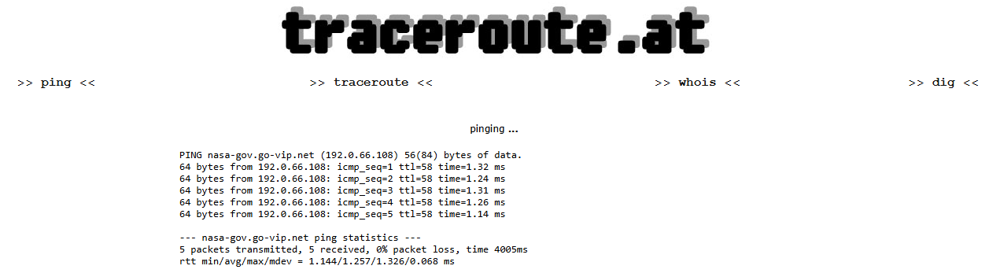 traceroute.at
>> ping << >> traceroute << >> whois << >> dig <<
pinging ...
PING nasa-gov.go-vip.net (192.0.66.108) 56(84) bytes of data.
64 bytes from 192.0.66.108: icmp_seq=1 ttl=58 time=1.32 ms
64 bytes from 192.0.66.108: icmp_seq=2 ttl=58 time=1.24 ms
64 bytes from 192.0.66.108: icmp_seq=3 ttl=58 time=1.31 ms
64 bytes from 192.0.66.108: icmp_seq=4 ttl=58 time=1.26 ms
64 bytes from 192.0.66.108: icmp_seq=5 ttl=58 time=1.14 ms
--- nasa-gov.go-vip.net ping statistics ---
5 packets transmitted, 5 received, 0% packet loss, time 4005ms
rtt min/avg/max/mdev = 1.144/1.257/1.326/0.068 ms